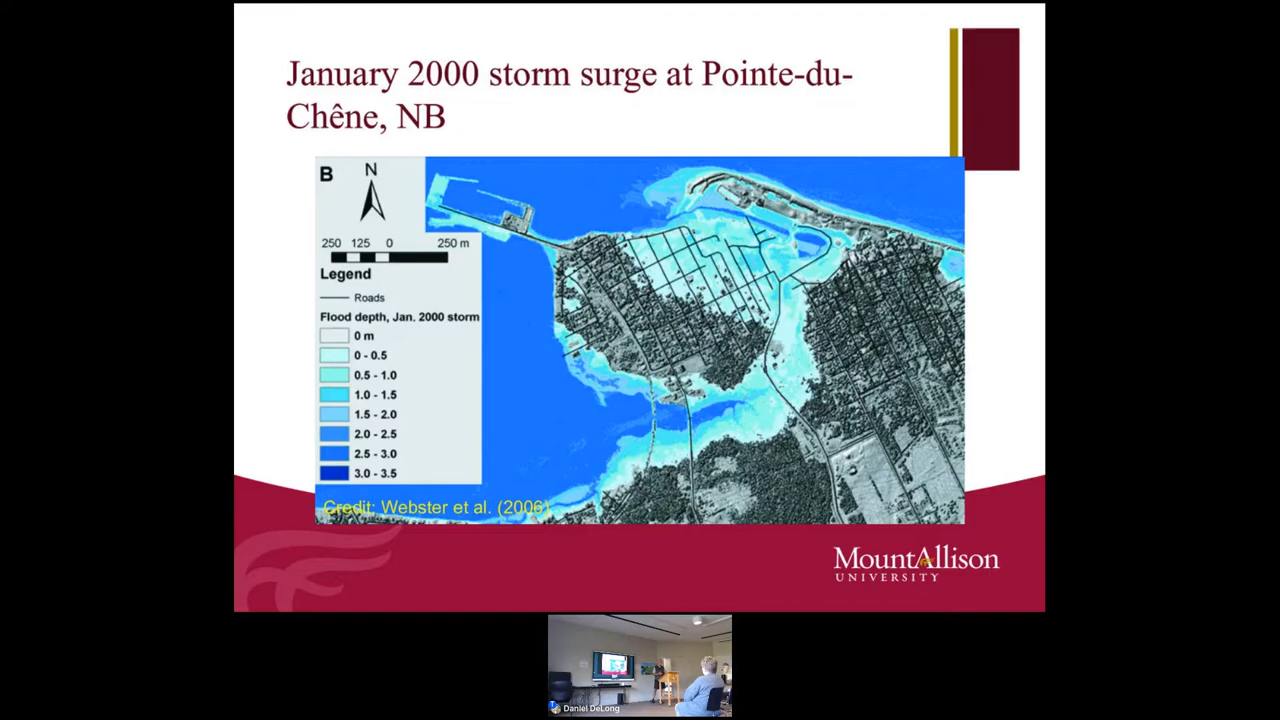 January 2000 storm surge at Pointe-du-
Chêne, NB
B
N
250 125 0 250 m
Legend
Roads
Flood depth, Jan. 2000 storm
0 m
0 - 0.5
0.5 - 1.0
1.0 - 1.5
1.5 - 2.0
2.0 - 2.5
2.5 - 3.0
3.0 - 3.5
Credit: Webster et al. (2006)
MountAllison
UNIVERSITY
Daniel DeLong